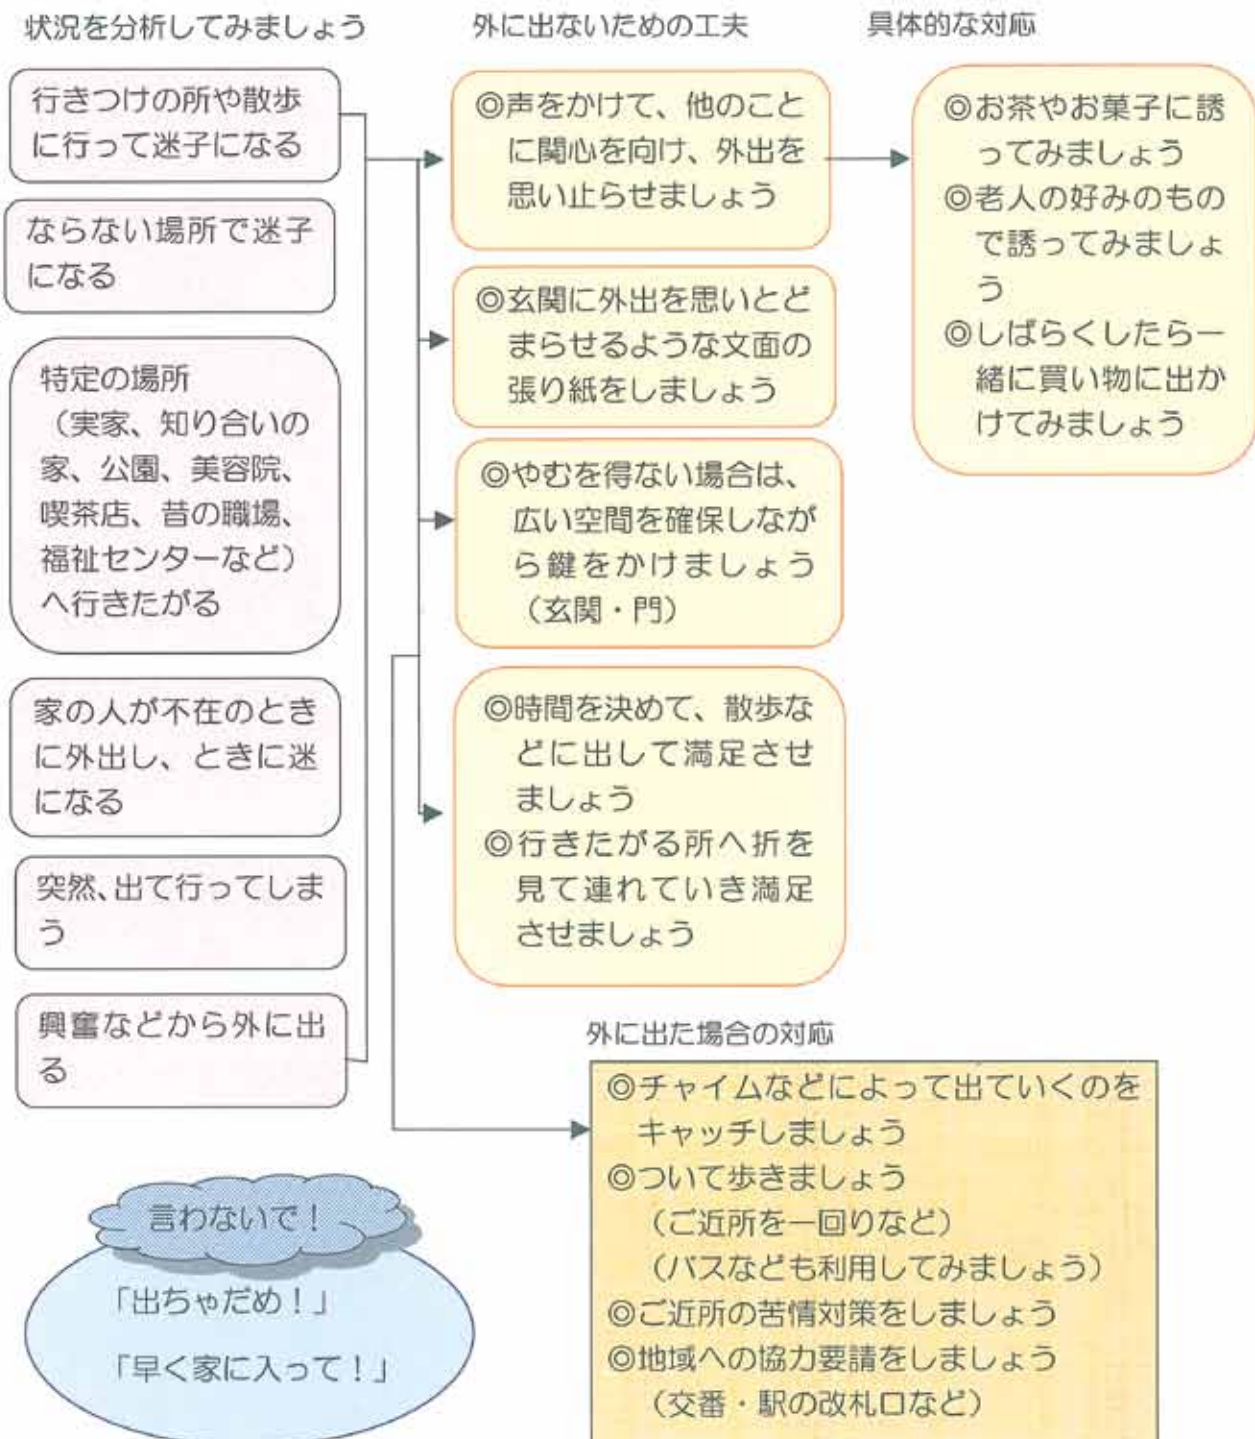 状況を分析してみましょう
行きつけの所や散歩
に行って迷子になる
ならない場所で迷子
になる
特定の場所
（実家、知り合いの
家、公園、美容院、
喫茶店、昔の職場、
福祉センターなど）
へ行きたがる
家の人が不在のとき
に外出し、ときに迷
になる
突然、出て行ってしま
う
興奮などから外に出
る
外に出ないための工夫
◎声をかけて、他のこと
に関心を向け、外出を
思い止らせましょう
◎玄関に外出を思いとど
まらせるような文面の
張り紙をしましょう
◎やむを得ない場合は、
広い空間を確保しなが
ら鍵をかけましょう
（玄関・門）
◎時間を決めて、散歩な
どに出して満足させ
ましょう
◎行きたがる所へ折を
見て連れていき満足
させましょう
具体的な対応
◎お茶やお菓子に誘
ってみましょう
◎老人の好みのもの
で誘ってみましょ
う
◎しばらくしたら一
緒に買い物に出か
けてみましょう
外に出た場合の対応
◎チャイムなどによって出ていくのを
キャッチしましょう
◎ついて歩きましょう
（ご近所を一回りなど）
（バスなども利用してみましょう）
◎ご近所の苦情対策をしましょう
◎地域への協力要請をしましょう
（交番・駅の改札口など）
言わないで！
「出ちゃだめ！」
「早く家に入って！」